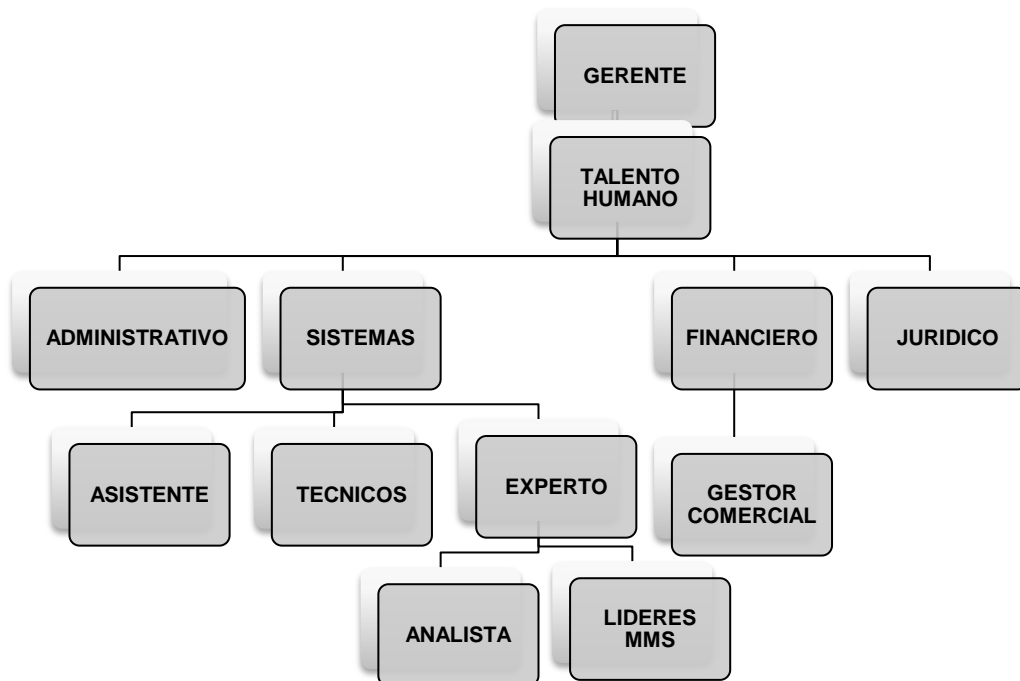 GERENTE
TALENTO
HUMANO
ADMINISTRATIVO
SISTEMAS
FINANCIERO
JURIDICO
ASISTENTE
TECNICOS
EXPERTO
GESTOR
COMERCIAL
ANALISTA
LIDERES
MMS